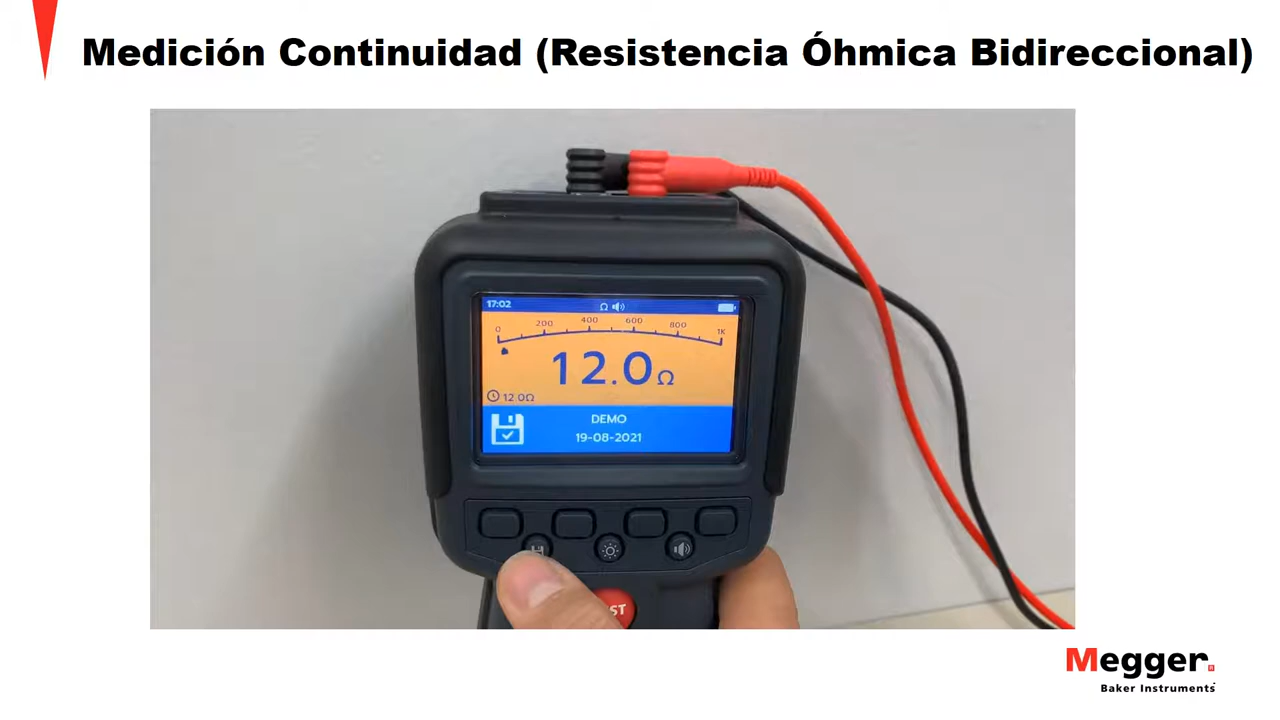 Medición Continuidad (Resistencia Óhmica Bidireccional)
17:02
Ω
0 200 400 600 800 1K
12.0Ω
12.0Ω
DEMO
19-08-2021
ST
Megger.
Baker Instruments